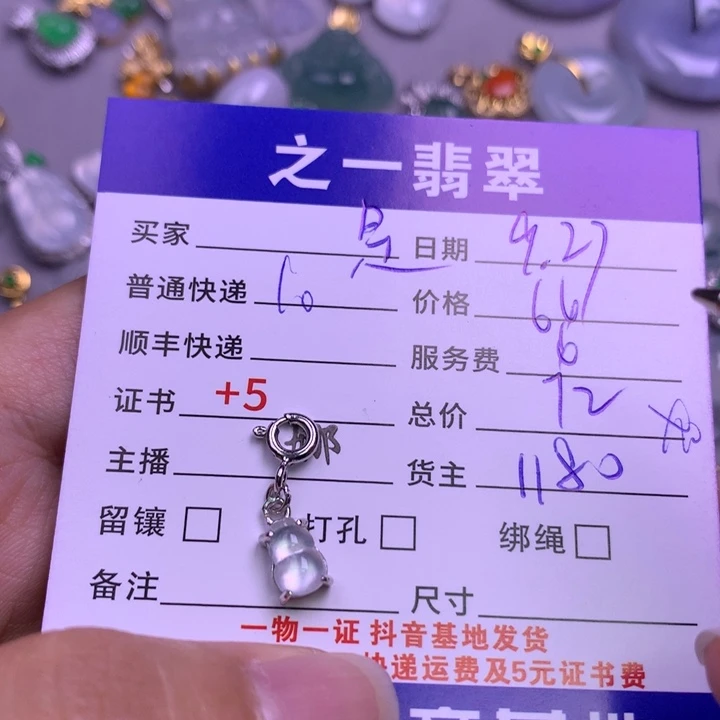 之一翡翠
买家 日期 4.27
普通快递 价格 66
顺丰快递 服务费 6
证书 +5 总价 72
主播 货主 1180
留镶 打孔 绑绳
备注 尺寸
一物一证 抖音基地发货
快递运费及5元证书费